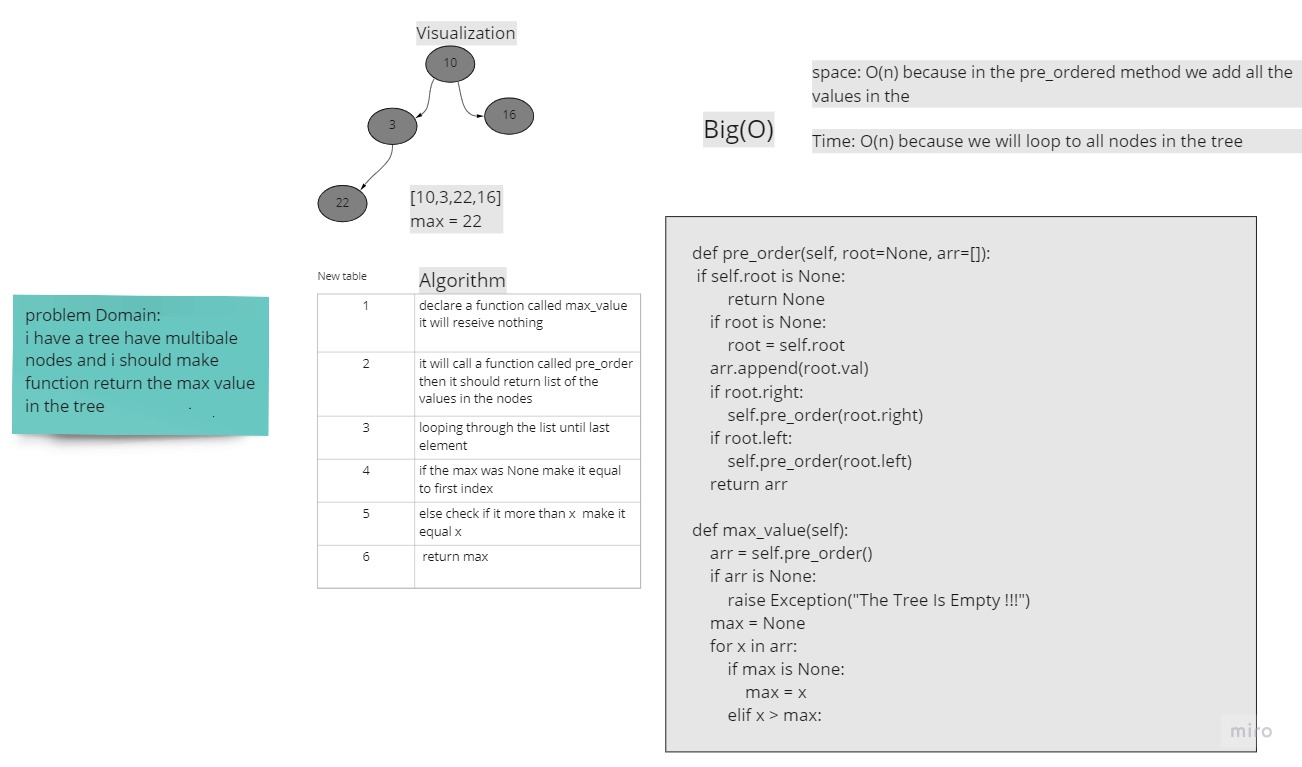 Visualization
10
3
16
22
[10,3,22,16]
max = 22
Big(O)
space: O(n) because in the pre_ordered method we add all the
values in the
Time: O(n) because we will loop to all nodes in the tree
problem Domain:
i have a tree have multibale
nodes and i should make
function return the max value
in the tree
New table
Algorithm
1
declare a function called max_value
it will reseive nothing
2
it will call a function called pre_order
then it should return list of the
values in the nodes
3
looping through the list until last
element
4
if the max was None make it equal
to first index
5
else check if it more than x make it
equal x
6
return max
def pre_order(self, root=None, arr=[]):
if self.root is None:
return None
if root is None:
root = self.root
arr.append(root.val)
if root.right:
self.pre_order(root.right)
if root.left:
self.pre_order(root.left)
return arr
def max_value(self):
arr = self.pre_order()
if arr is None:
raise Exception("The Tree Is Empty !!!")
max = None
for x in arr:
if max is None:
max = x
elif x > max:
miro